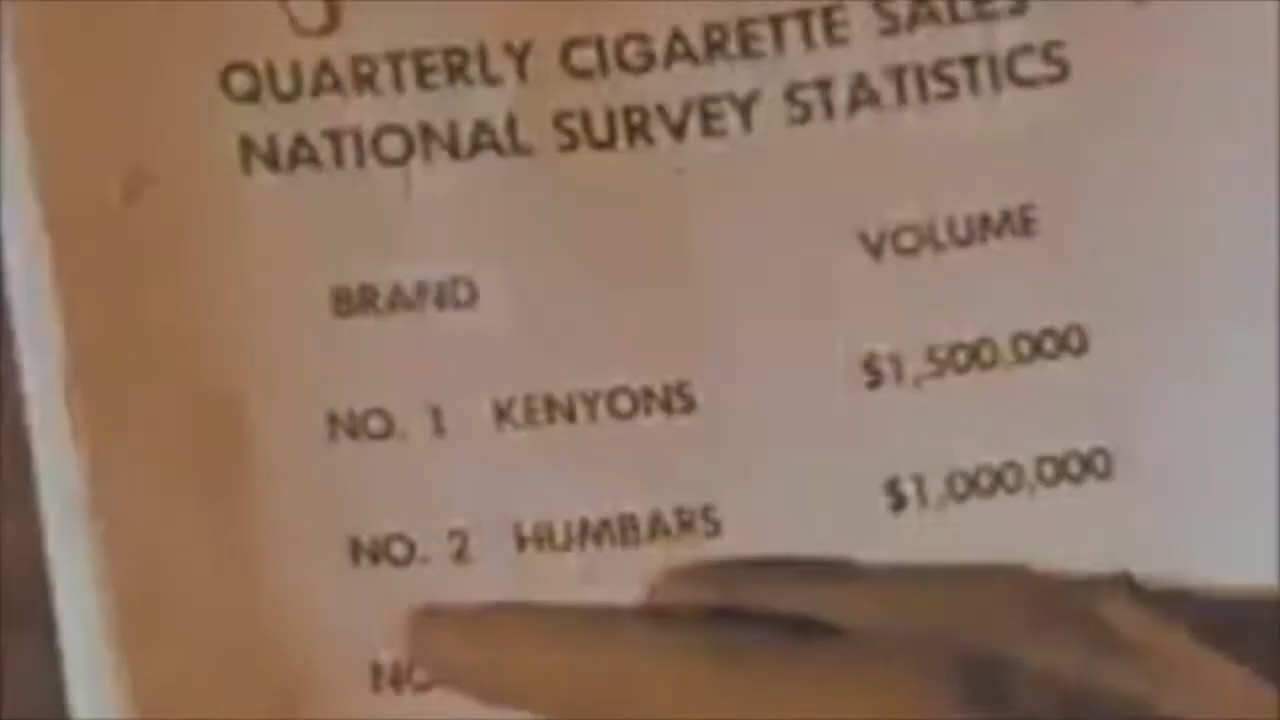 QUARTERLY CIGARETTE SALES
NATIONAL SURVEY STATISTICS
BRAND VOLUME
NO. 1 KENYONS $1,500,000
NO. 2 HUMBARS $1,000,000